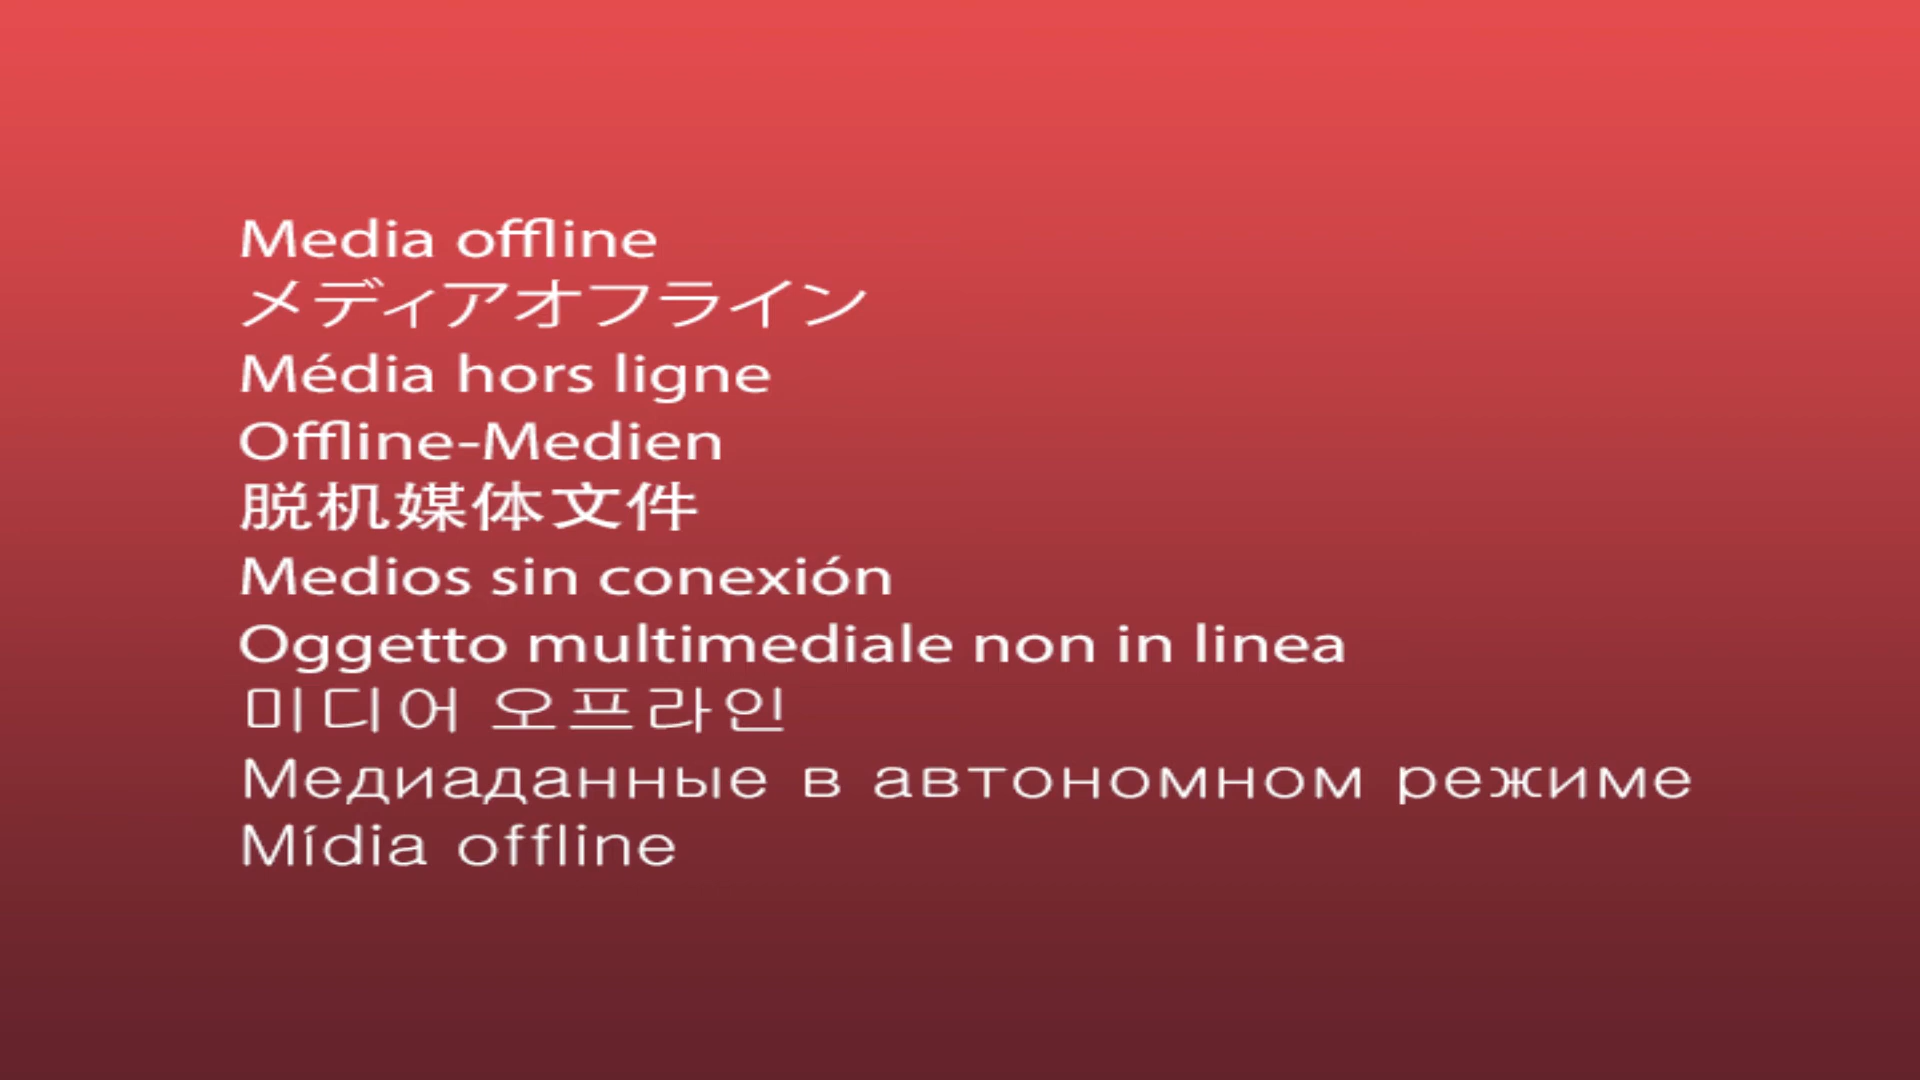 Media offline
メディアオフライン
Média hors ligne
Offline-Medien
脱机媒体文件
Medios sin conexión
Oggetto multimediale non in linea
미디어 오프라인
Медиаданные в автономном режиме
Mídia offline